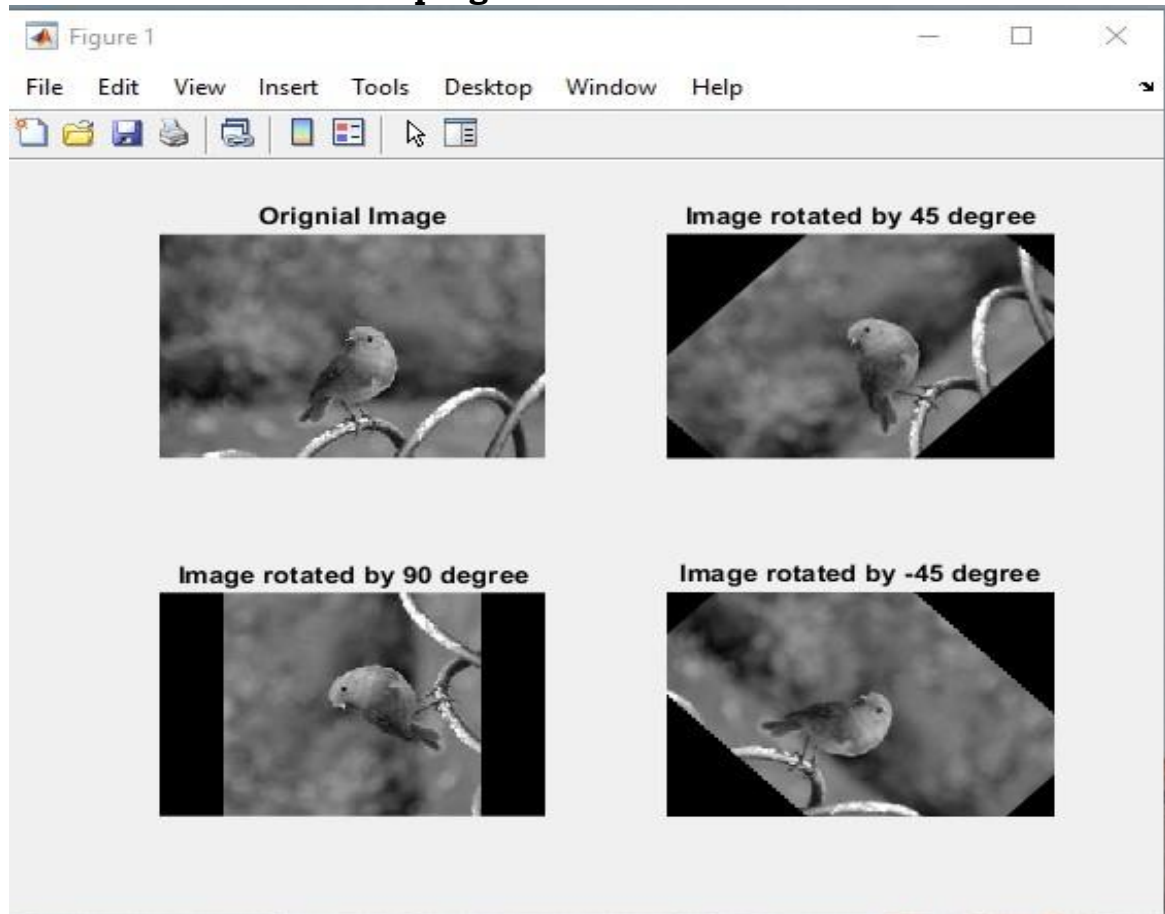 Figure 1
File Edit View Insert Tools Desktop Window Help
Orignial Image
Image rotated by 45 degree
Image rotated by 90 degree
Image rotated by -45 degree